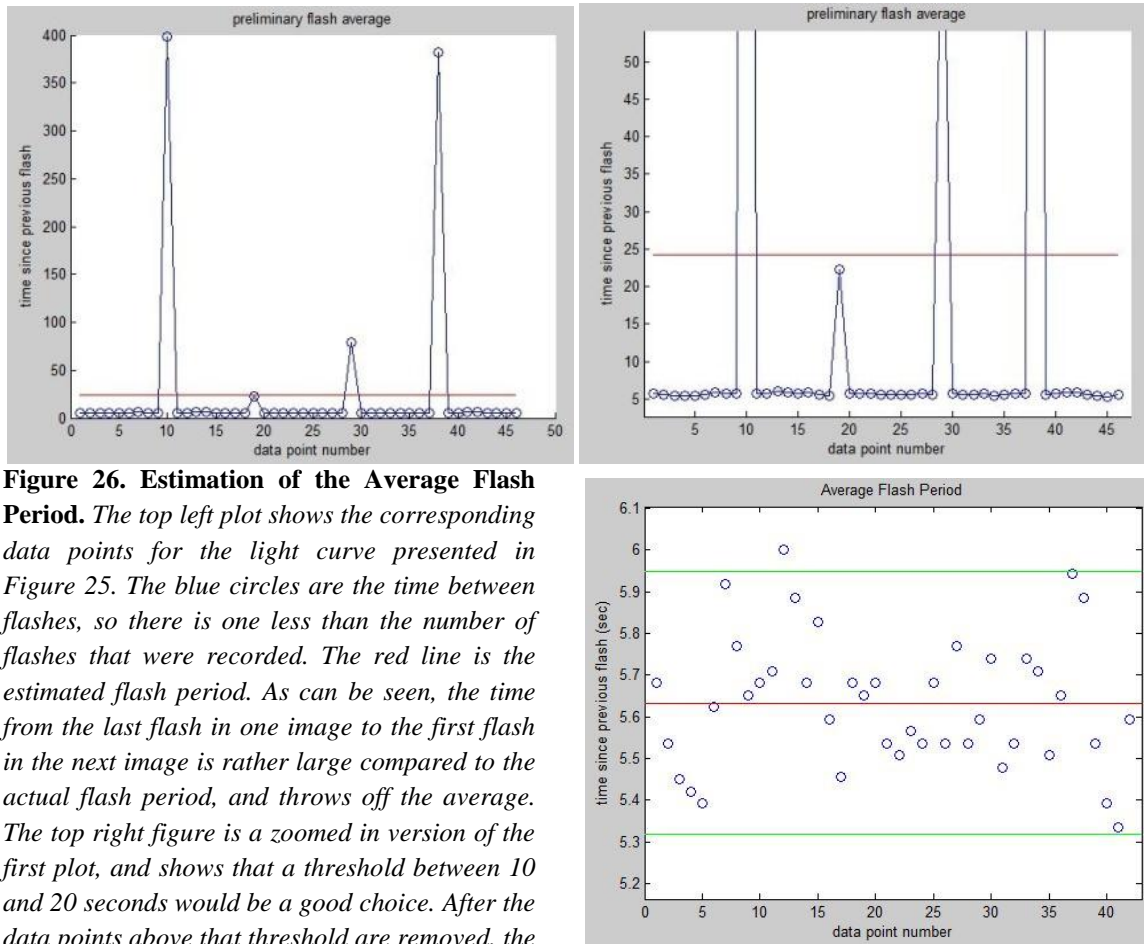 preliminary flash average
400
350
300
250
200
150
100
50
0
time since previous flash
0 5 10 15 20 25 30 35 40 45 50
data point number
preliminary flash average
50
45
40
35
30
25
20
15
10
5
time since previous flash
5 10 15 20 25 30 35 40 45
data point number
Figure 26. Estimation of the Average Flash
Period. The top left plot shows the corresponding
data points for the light curve presented in
Figure 25. The blue circles are the time between
flashes, so there is one less than the number of
flashes that were recorded. The red line is the
estimated flash period. As can be seen, the time
from the last flash in one image to the first flash
in the next image is rather large compared to the
actual flash period, and throws off the average.
The top right figure is a zoomed in version of the
first plot, and shows that a threshold between 10
and 20 seconds would be a good choice. After the
data points above that threshold are removed, the
Average Flash Period
6.1
6
5.9
5.8
5.7
5.6
5.5
5.4
5.3
5.2
time since previous flash (sec)
0 5 10 15 20 25 30 35 40
data point number